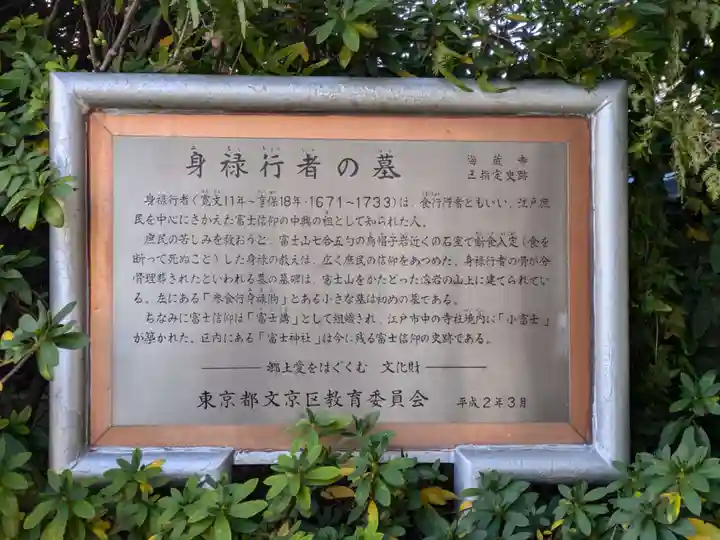 身禄行者の墓
海蔵寺
区指定史跡
身禄行者(寛文11年~享保18年・1671~1733)は、食行行者ともいい、江戸庶
民を中心にさかえた富士信仰の中興の祖として知られた人。
庶民の苦しみを救おうと、富士山七合五勺の烏帽子岩近くの石室で断食入定(食を
断って死ぬこと)した身禄の教えは、広く庶民の信仰をあつめた。身禄行者の骨が分
骨埋葬されたといわれる墓の墓碑は、富士山をかたどった溶岩の山上に建てられてい
る。左にある「参食行身禄𠆻」とある小さな墓は初めの墓である。
ちなみに富士信仰は「富士講」として組織され、江戸市中の寺社境内に「小富士」
が築かれた。区内にある「富士神社」は今に残る富士信仰の史跡である。
郷土愛をはぐくむ 文化財
東京都文京区教育委員会 平成2年3月